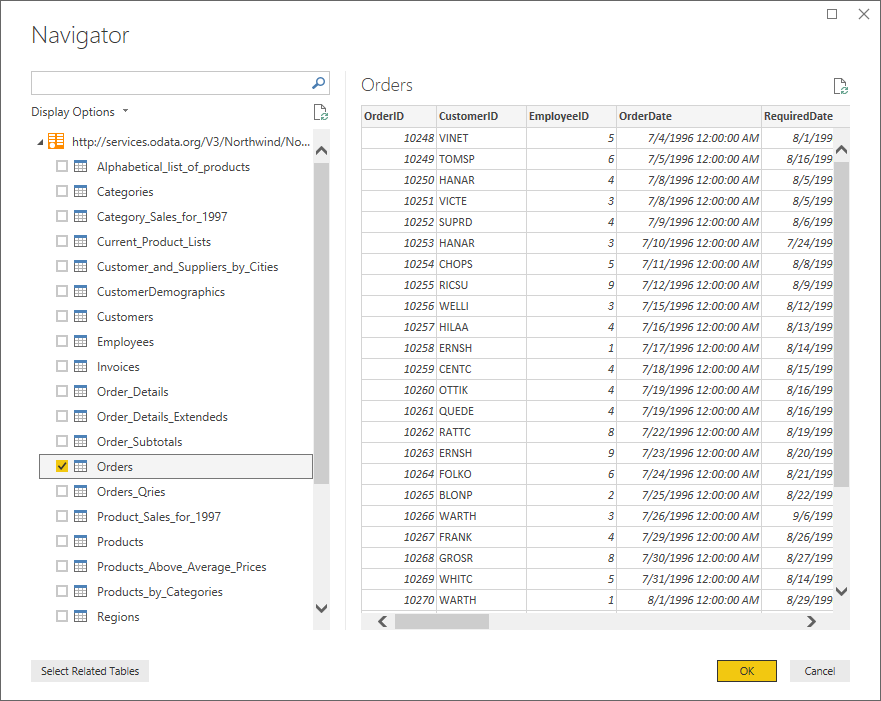 Navigator
Display Options
http://services.odata.org/V3/Northwind/No...
Alphabetical_list_of_products
Categories
Category_Sales_for_1997
Current_Product_Lists
Customer_and_Suppliers_by_Cities
CustomerDemographics
Customers
Employees
Invoices
Order_Details
Order_Details_Extendeds
Order_Subtotals
Orders
Orders_Qries
Product_Sales_for_1997
Products
Products_Above_Average_Prices
Products_by_Categories
Regions
Orders
OrderID CustomerID EmployeeID OrderDate RequiredDate
10248 VINET 5 7/4/1996 12:00:00 AM 8/1/199
10249 TOMSP 6 7/5/1996 12:00:00 AM 8/16/199
10250 HANAR 4 7/8/1996 12:00:00 AM 8/5/199
10251 VICTE 3 7/8/1996 12:00:00 AM 8/5/199
10252 SUPRD 4 7/9/1996 12:00:00 AM 8/6/199
10253 HANAR 3 7/10/1996 12:00:00 AM 7/24/199
10254 CHOPS 5 7/11/1996 12:00:00 AM 8/8/199
10255 RICSU 9 7/12/1996 12:00:00 AM 8/9/199
10256 WELLI 3 7/15/1996 12:00:00 AM 8/12/199
10257 HILAA 4 7/16/1996 12:00:00 AM 8/13/199
10258 ERNSH 1 7/17/1996 12:00:00 AM 8/14/199
10259 CENTC 4 7/18/1996 12:00:00 AM 8/15/199
10260 OTTIK 4 7/19/1996 12:00:00 AM 8/16/199
10261 QUEDE 4 7/19/1996 12:00:00 AM 8/16/199
10262 RATTC 8 7/22/1996 12:00:00 AM 8/19/199
10263 ERNSH 9 7/23/1996 12:00:00 AM 8/20/199
10264 FOLKO 6 7/24/1996 12:00:00 AM 8/21/199
10265 BLONP 2 7/25/1996 12:00:00 AM 8/22/199
10266 WARTH 3 7/26/1996 12:00:00 AM 9/6/199
10267 FRANK 4 7/29/1996 12:00:00 AM 8/26/199
10268 GROSR 8 7/30/1996 12:00:00 AM 8/27/199
10269 WHITC 5 7/31/1996 12:00:00 AM 8/14/199
10270 WARTH 1 8/1/1996 12:00:00 AM 8/29/199
Select Related Tables
OK
Cancel